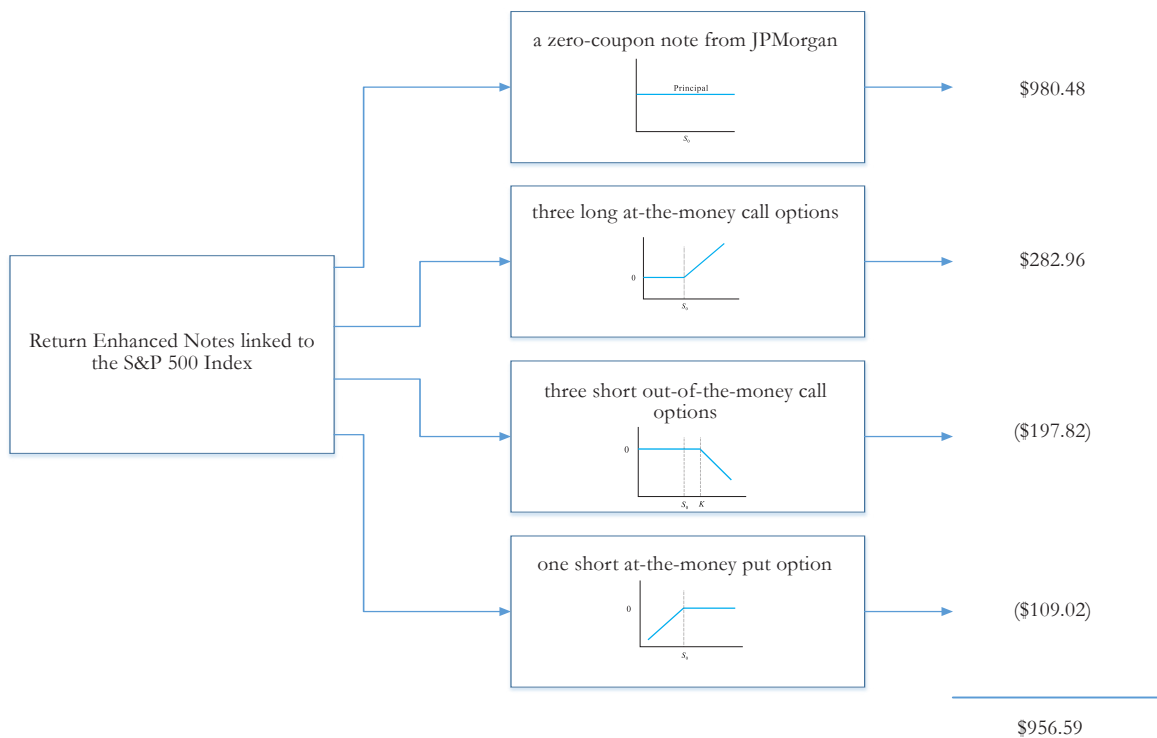 a zero-coupon note from JPMorgan
Principal
S₀
$980.48
three long at-the-money call options
0
S₀
$282.96
Return Enhanced Notes linked to
the S&P 500 Index
three short out-of-the-money call
options
0
S₀ K
($197.82)
one short at-the-money put option
0
S₀
($109.02)
$956.59